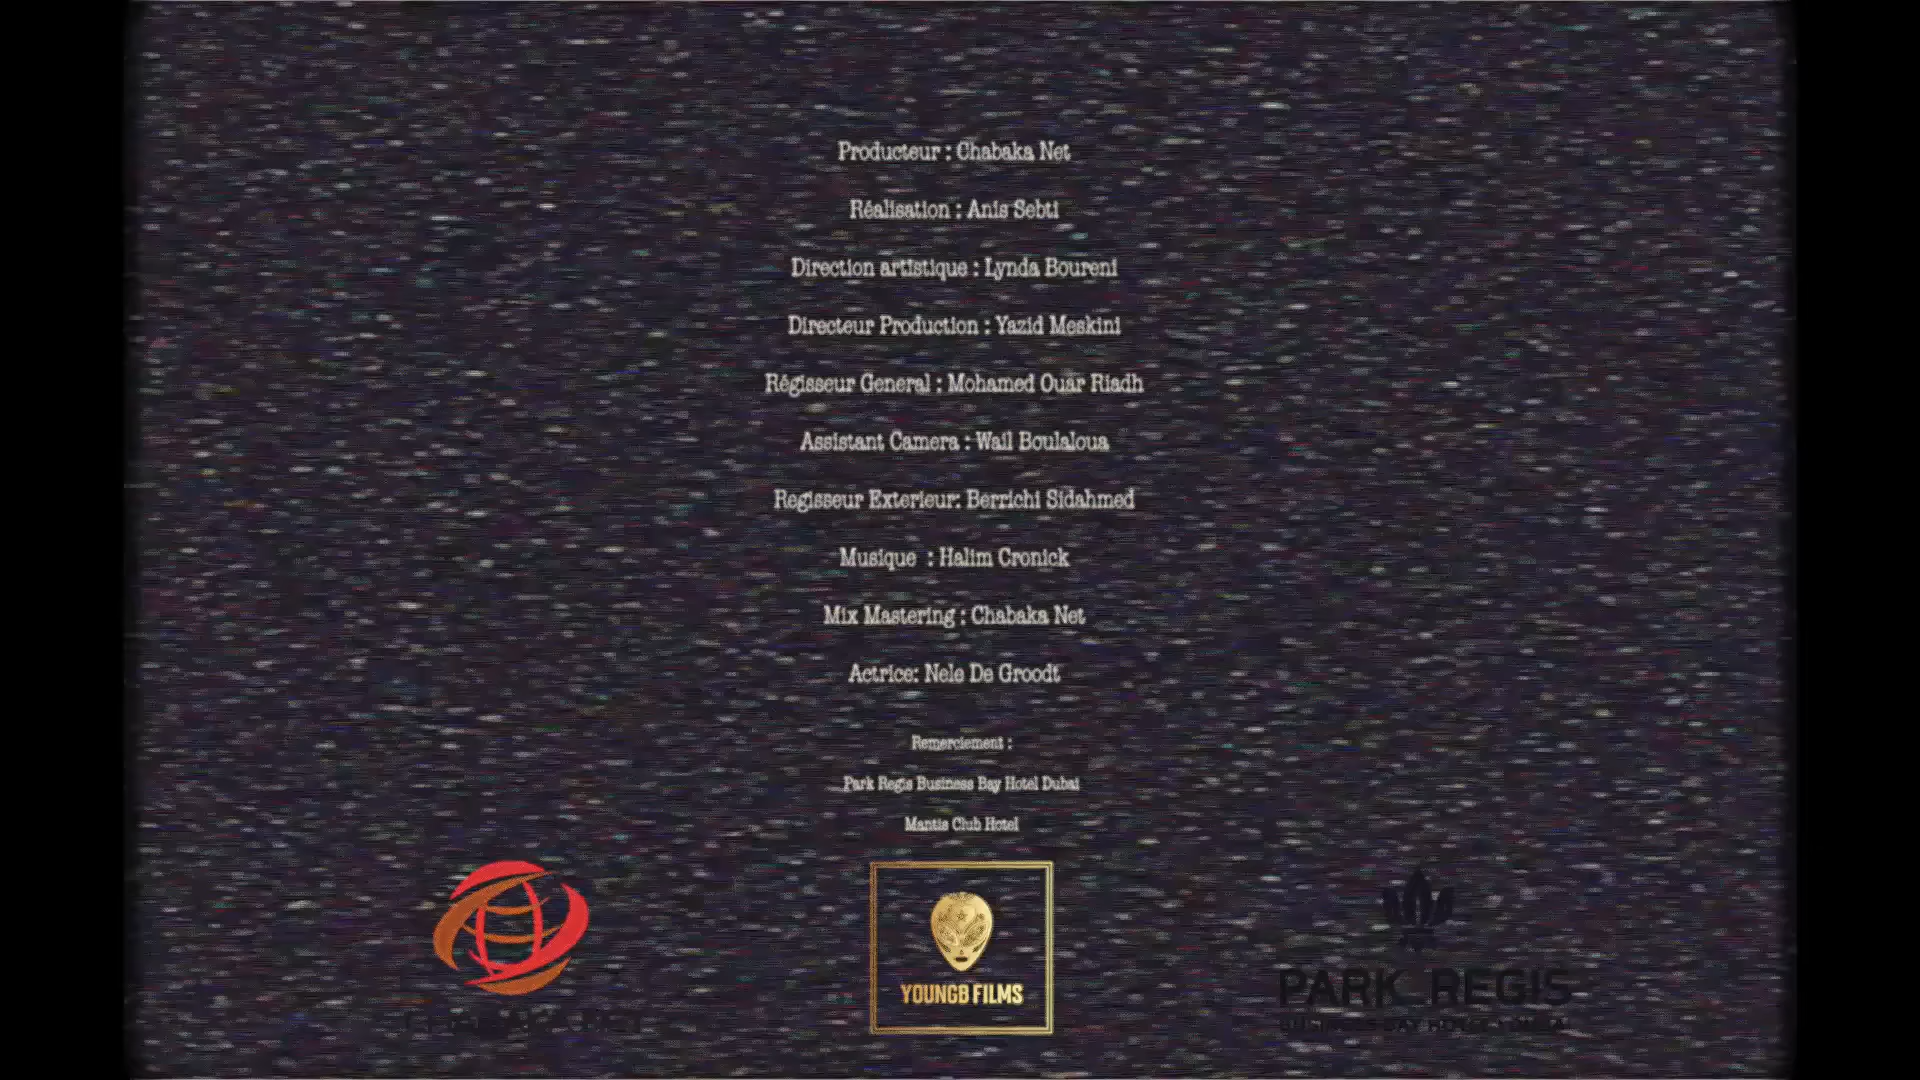 Producteur : Chabaka Net
Réalisation : Anis Sebti
Direction artistique : Lynda Boureni
Directeur Production : Yazid Meskini
Régisseur General : Mohamed Ouar Riadh
Assistant Camera : Wail Boulaloua
Regisseur Exterieur: Berrichi Sidahmed
Musique : Halim Cronick
Mix Mastering : Chabaka Net
Actrice: Nele De Groodt
Remerciement :
Park Regis Business Bay Hotel Dubai
Mantis Club Hotel
YOUNGB FILMS
PARK REGIS